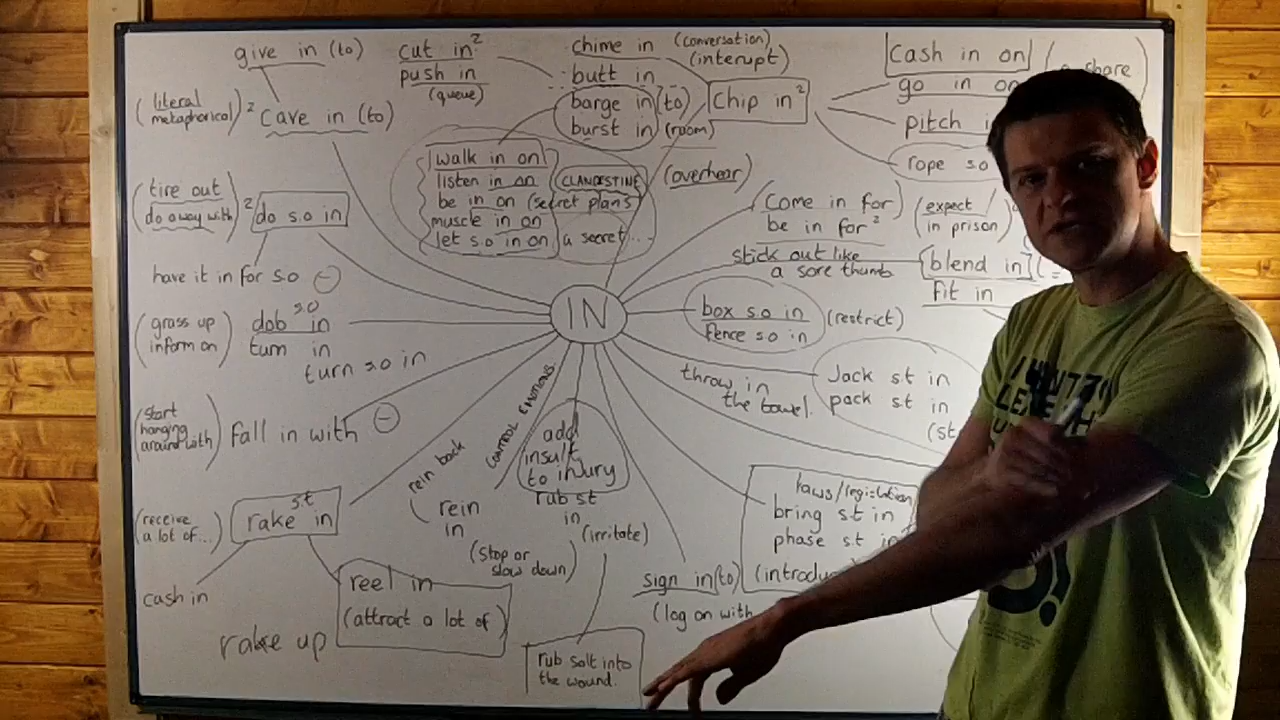 give in (to)
(literal
metaphorical) 2 cave in (to)
cut in 2
push in
(queue)
chime in (conversation)
(interupt)
butt in
barge in (to)
burst in (room)
chip in 2
cash in on
go in on
share
pitch
rope s.o
walk in on
listen in on CLANDESTINE
be in on (secret plans
muscle in on
let s.o in on a secret...
(overhear)
(tire out
do away with) 2 do s.o in
have it in for s.o –
come in for
be in for 2
(expect
in prison)
stick out like
a sore thumb
blend in (=
fit in
(grass up
inform on)
s.o
dob in
turn in
turn s.o in
IN
box s.o in
fence s.o in
(restrict)
throw in
the towel.
Jack s.t in
pack s.t in
(st
(start
hanging
around with) fall in with –
rein back
rein
in
(stop or
slow down)
CONTROL EMOTIONS
add
insult
to injury
rub st
in
(irritate)
rub salt into
the wound.
(receive
a lot of...)
s.t
rake in
cash in
rake up
reel in
(attract a lot of)
sign in (to)
(log on with
laws/legislation
bring s.t in
phase s.t in